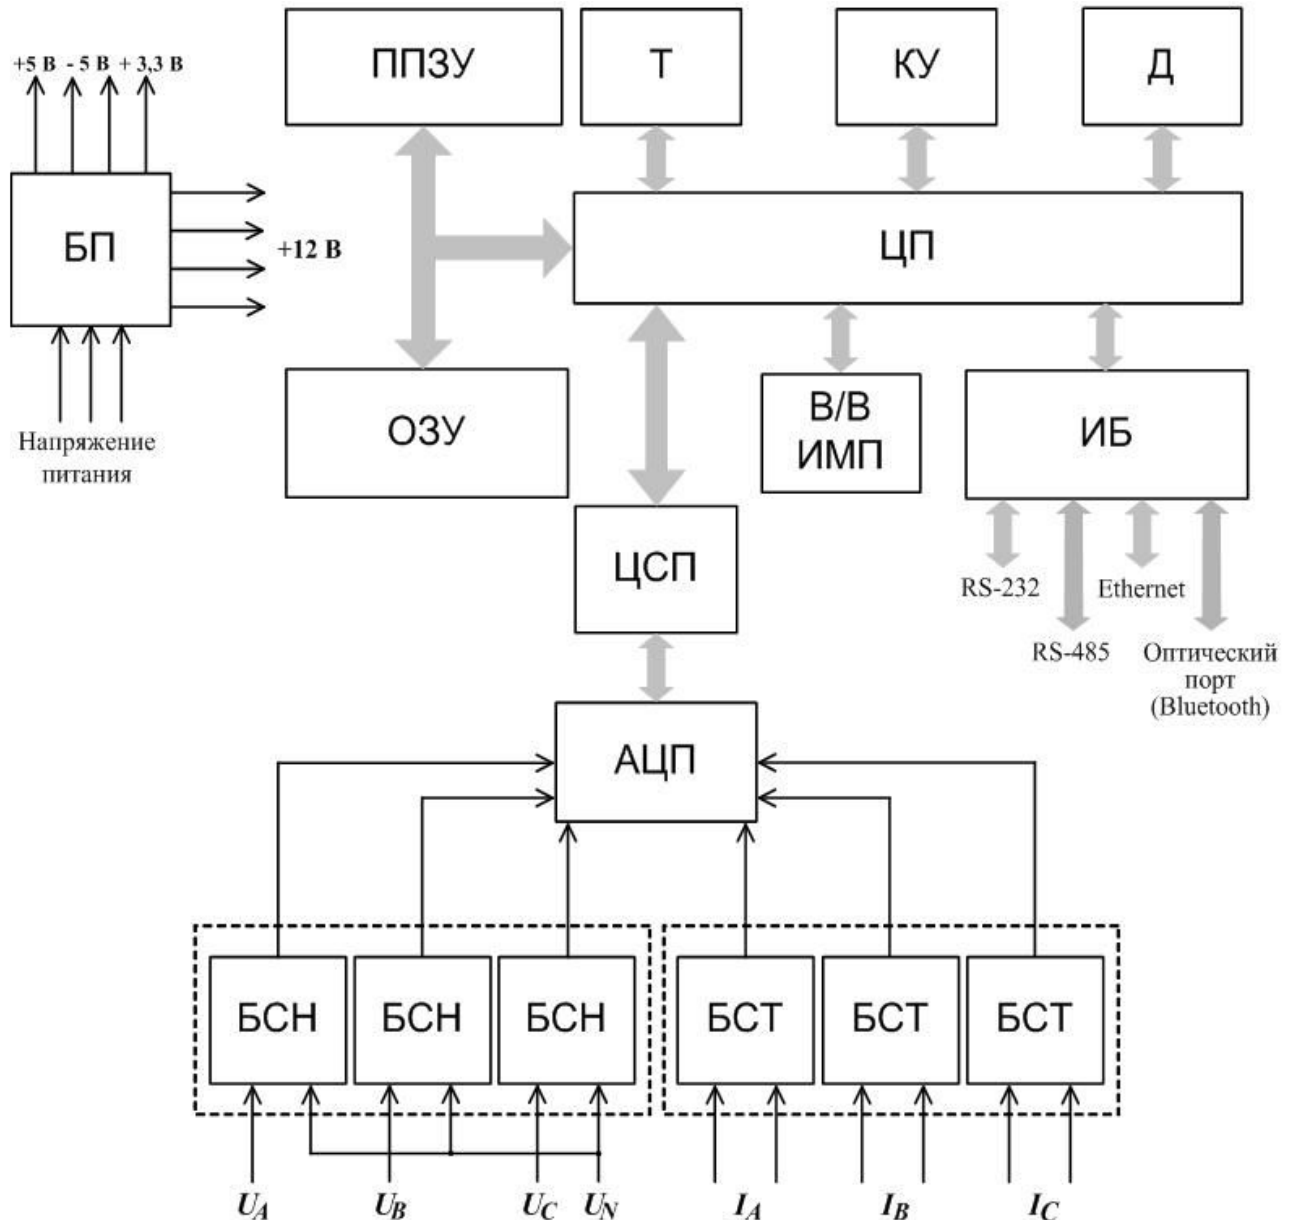 +5 В - 5 В + 3,3 В
ППЗУ
Т
КУ
Д
БП
+12 В
ЦП
Напряжение
питания
ОЗУ
В/В
ИМП
ИБ
ЦСП
RS-232
Ethernet
RS-485
Оптический
порт
(Bluetooth)
АЦП
БСН
БСН
БСН
БСТ
БСТ
БСТ
UA
UB
UC
UN
IA
IB
IC